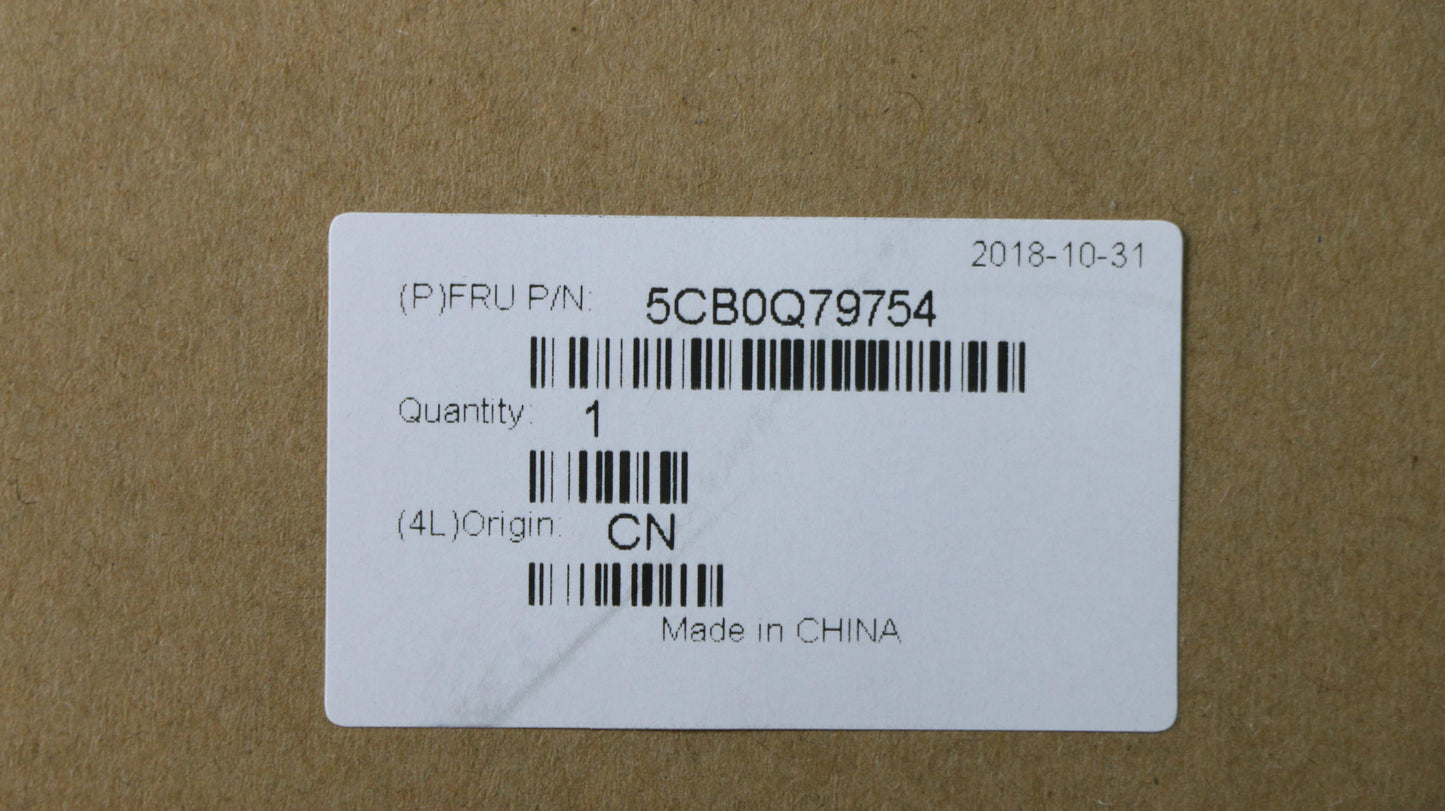 2018-10-31
(P)FRU P/N: 5CB0Q79754
Quantity: 1
(4L)Origin: CN
Made in CHINA